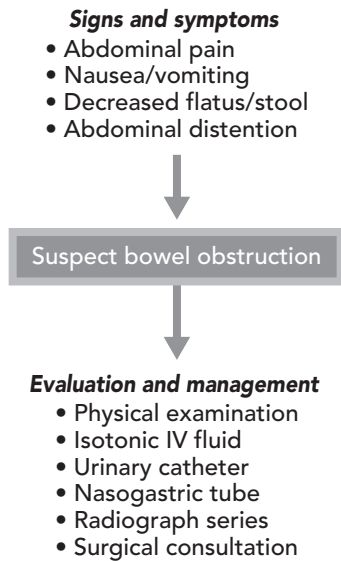 Signs and symptoms
• Abdominal pain
• Nausea/vomiting
• Decreased flatus/stool
• Abdominal distention
Suspect bowel obstruction
Evaluation and management
• Physical examination
• Isotonic IV fluid
• Urinary catheter
• Nasogastric tube
• Radiograph series
• Surgical consultation